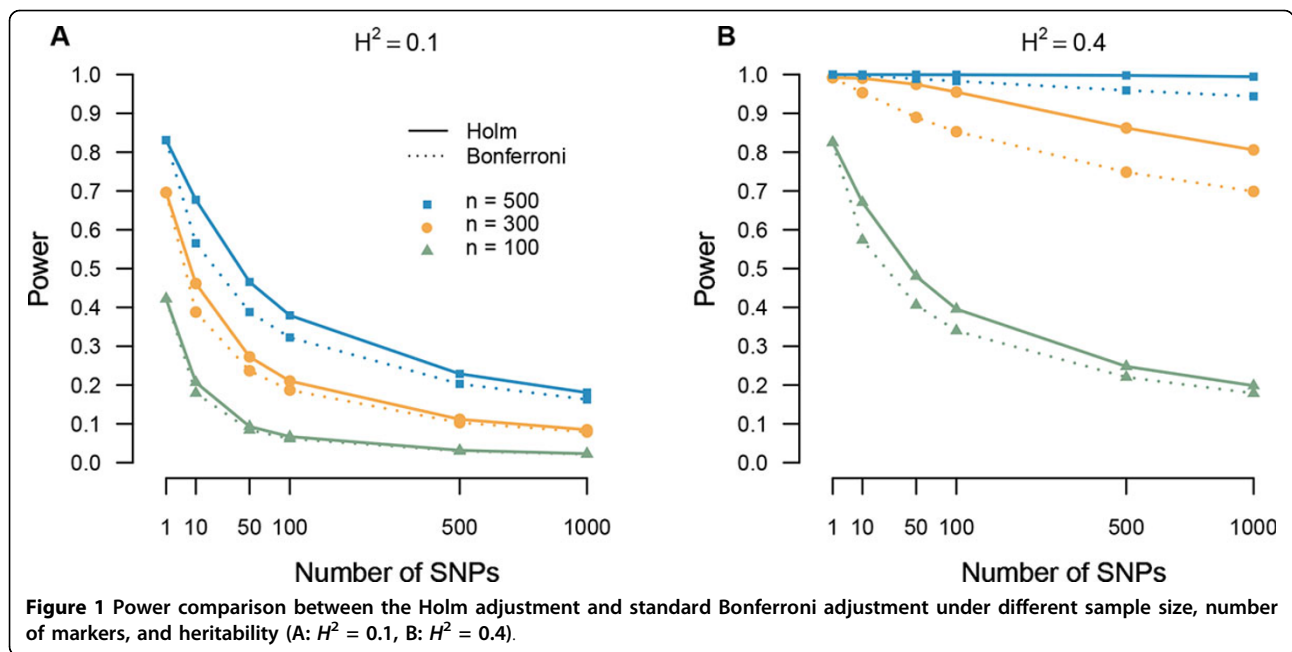 A
H² = 0.1
1.0
0.9
0.8
0.7
0.6
0.5
0.4
0.3
0.2
0.1
0.0
Power
Holm
Bonferroni
n = 500
n = 300
n = 100
1 10 50 100 500 1000
Number of SNPs
B
H² = 0.4
1.0
0.9
0.8
0.7
0.6
0.5
0.4
0.3
0.2
0.1
0.0
Power
1 10 50 100 500 1000
Number of SNPs
Figure 1 Power comparison between the Holm adjustment and standard Bonferroni adjustment under different sample size, number
of markers, and heritability (A: H² = 0.1, B: H² = 0.4).